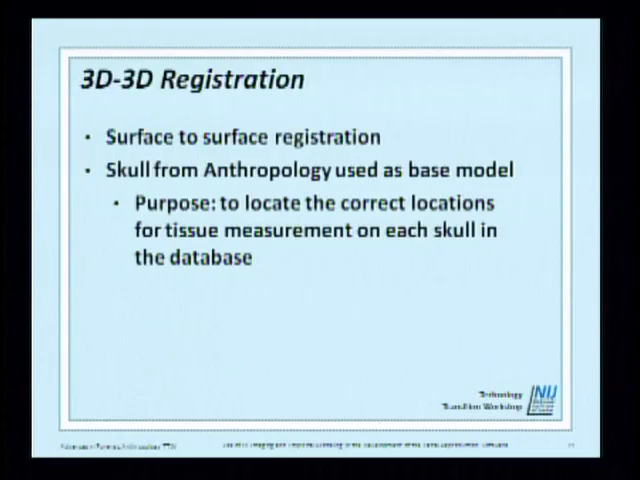 3D-3D Registration
• Surface to surface registration
• Skull from Anthropology used as base model
• Purpose: to locate the correct locations
for tissue measurement on each skull in
the database
Technology
Transition Workshop
NIJ